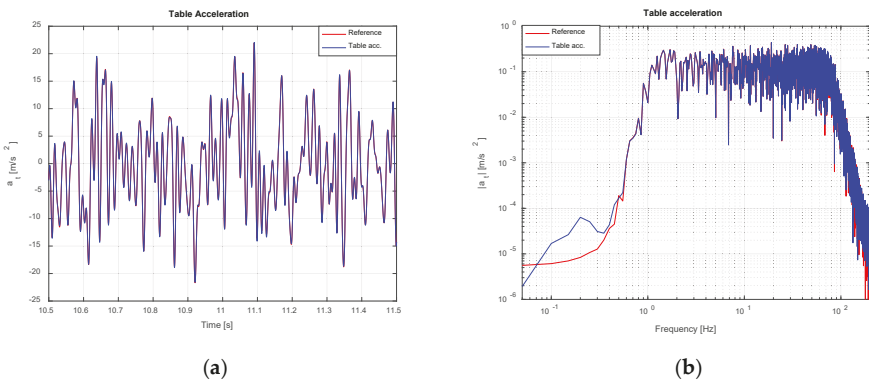 Table Acceleration
Reference
Table acc.
25
20
15
10
5
0
-5
-10
-15
-20
-25
a t [m/s 2 ]
10.5 10.6 10.7 10.8 10.9 11 11.1 11.2 11.3 11.4 11.5
Time [s]
(a)
Table acceleration
Reference
Table acc.
10 0
10 -1
10 -2
10 -3
10 -4
10 -5
10 -6
|a t | [m/s 2 ]
10 -1 10 0 10 1 10 2
Frequency [Hz]
(b)